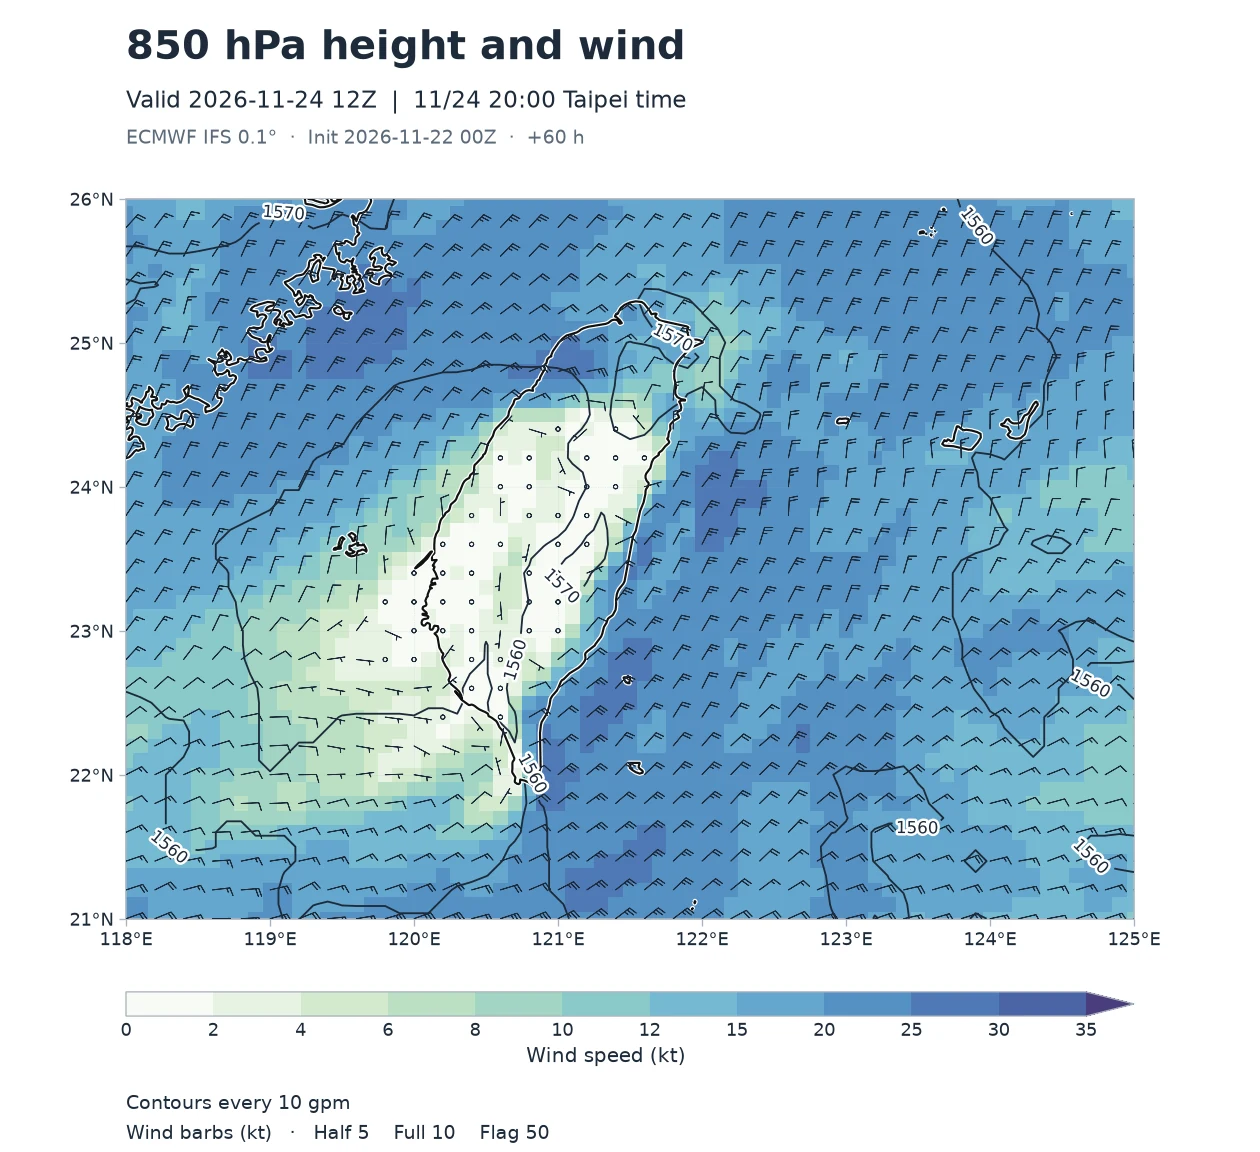 850 hPa height and wind
Valid 2026-11-24 12Z | 11/24 20:00 Taipei time
ECMWF IFS 0.1° · Init 2026-11-22 00Z · +60 h
26°N
25°N
24°N
23°N
22°N
21°N
1570
1560
1570
1570
1560
1560
1560
1560
1560
1560
118°E 119°E 120°E 121°E 122°E 123°E 124°E 125°E
0 2 4 6 8 10 12 15 20 25 30 35
Wind speed (kt)
Contours every 10 gpm
Wind barbs (kt) · Half 5 Full 10 Flag 50